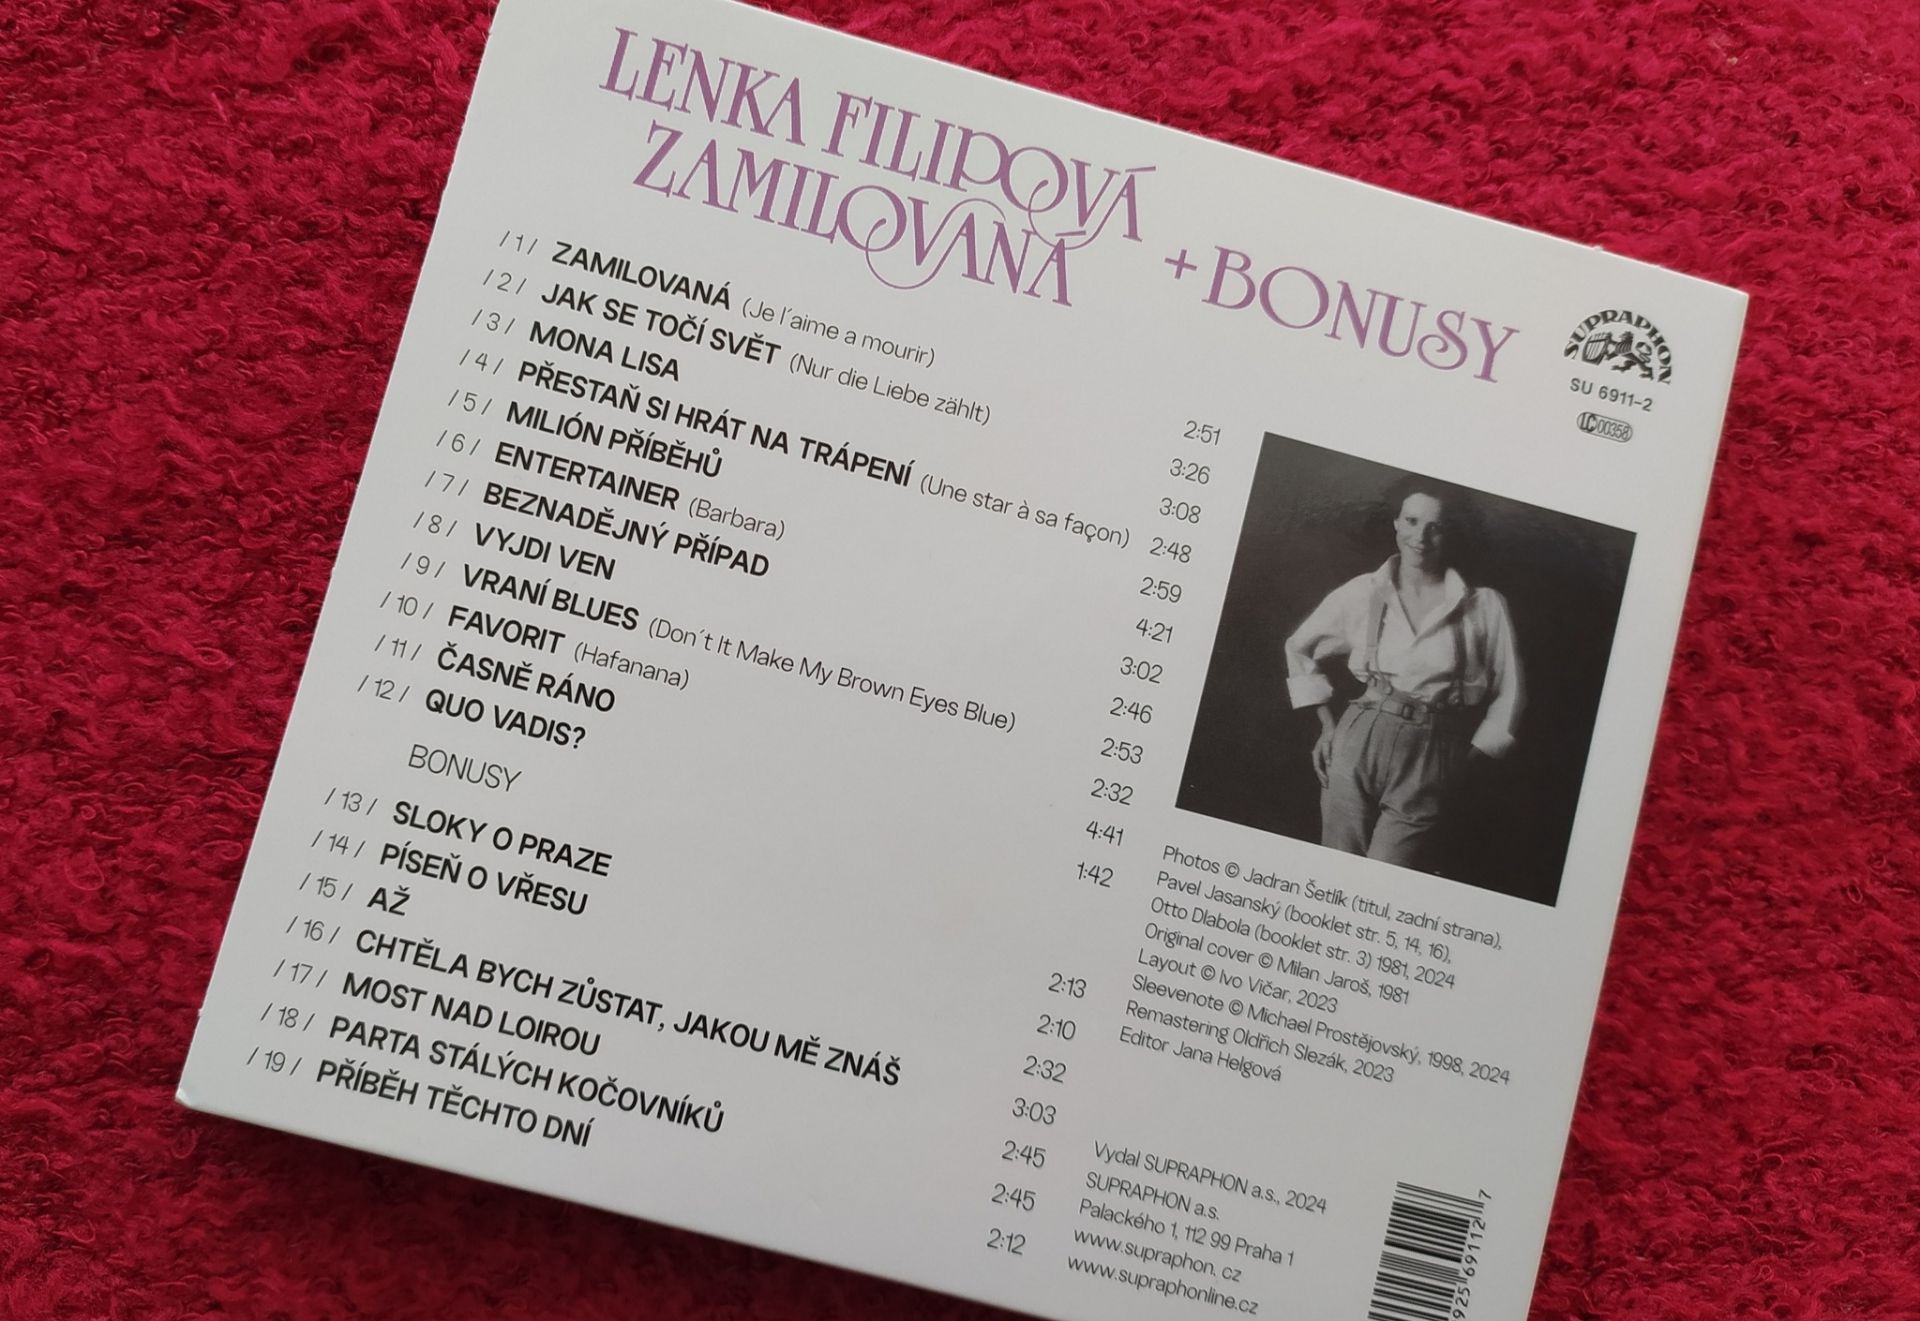 LENKA FILIPOVÁ
ZAMILOVANÁ + BONUSY
/ 1 / ZAMILOVANÁ (Je l´aime a mourir) 2:51
/ 2 / JAK SE TOČÍ SVĚT (Nur die Liebe zählt) 3:26
/ 3 / MONA LISA 3:08
/ 4 / PŘESTAŇ SI HRÁT NA TRÁPENÍ (Une star à sa façon) 2:48
/ 5 / MILIÓN PŘÍBĚHŮ 2:59
/ 6 / ENTERTAINER (Barbara) 4:21
/ 7 / BEZNADĚJNÝ PŘÍPAD 3:02
/ 8 / VYJDI VEN 2:46
/ 9 / VRANÍ BLUES (Don´t It Make My Brown Eyes Blue) 2:53
/ 10 / FAVORIT (Hafanana) 2:32
/ 11 / ČASNĚ RÁNO 4:41
/ 12 / QUO VADIS? 1:42
BONUSY
/ 13 / SLOKY O PRAZE 2:13
/ 14 / PÍSEŇ O VŘESU 2:10
/ 15 / AŽ 2:32
/ 16 / CHTĚLA BYCH ZŮSTAT, JAKOU MĚ ZNÁŠ 3:03
/ 17 / MOST NAD LOIROU 2:45
/ 18 / PARTA STÁLÝCH KOČOVNÍKŮ 2:45
/ 19 / PŘÍBĚH TĚCHTO DNÍ 2:12
SUPRAPHON
SU 6911-2
LC 00358
Photos © Jadran Šetlík (titul, zadní strana),
Pavel Jasanský (booklet str. 5, 14, 16),
Otto Dlabola (booklet str. 3) 1981, 2024
Original cover © Milan Jaroš, 1981
Layout © Ivo Vičar, 2023
Sleevenote © Michael Prostějovský, 1998, 2024
Remastering Oldřich Slezák, 2023
Editor Jana Helgová
Vydal SUPRAPHON a.s., 2024
SUPRAPHON a.s.
Palackého 1, 112 99 Praha 1
www.supraphon. cz
www.supraphonline.cz
925 69112 7